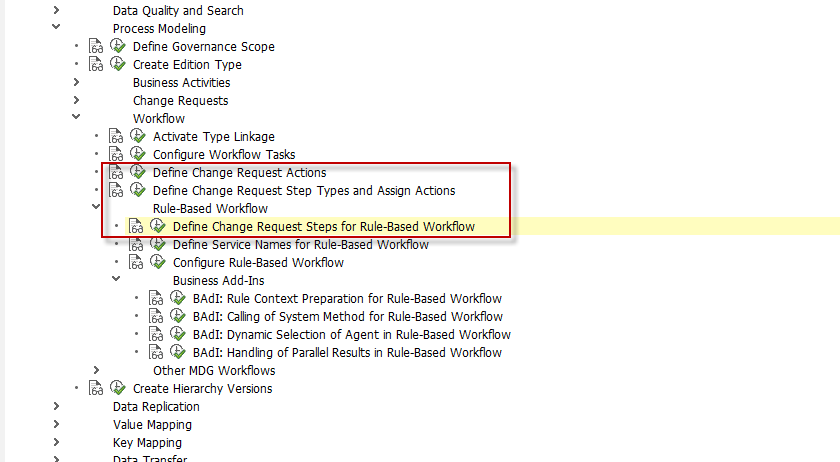 Data Quality and Search
Process Modeling
Define Governance Scope
Create Edition Type
Business Activities
Change Requests
Workflow
Activate Type Linkage
Configure Workflow Tasks
Define Change Request Actions
Define Change Request Step Types and Assign Actions
Rule-Based Workflow
Define Change Request Steps for Rule-Based Workflow
Define Service Names for Rule-Based Workflow
Configure Rule-Based Workflow
Business Add-Ins
BAdI: Rule Context Preparation for Rule-Based Workflow
BAdI: Calling of System Method for Rule-Based Workflow
BAdI: Dynamic Selection of Agent in Rule-Based Workflow
BAdI: Handling of Parallel Results in Rule-Based Workflow
Other MDG Workflows
Create Hierarchy Versions
Data Replication
Value Mapping
Key Mapping
Data Transfer